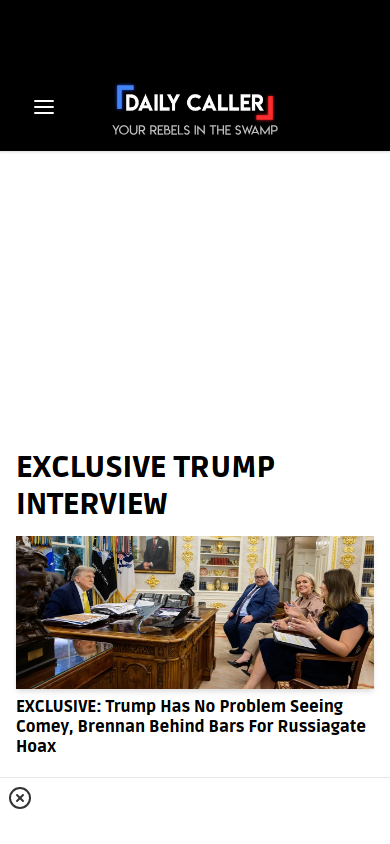 DAILY CALLER
YOUR REBELS IN THE SWAMP
EXCLUSIVE TRUMP
INTERVIEW
EXCLUSIVE: Trump Has No Problem Seeing
Comey, Brennan Behind Bars For Russiagate
Hoax